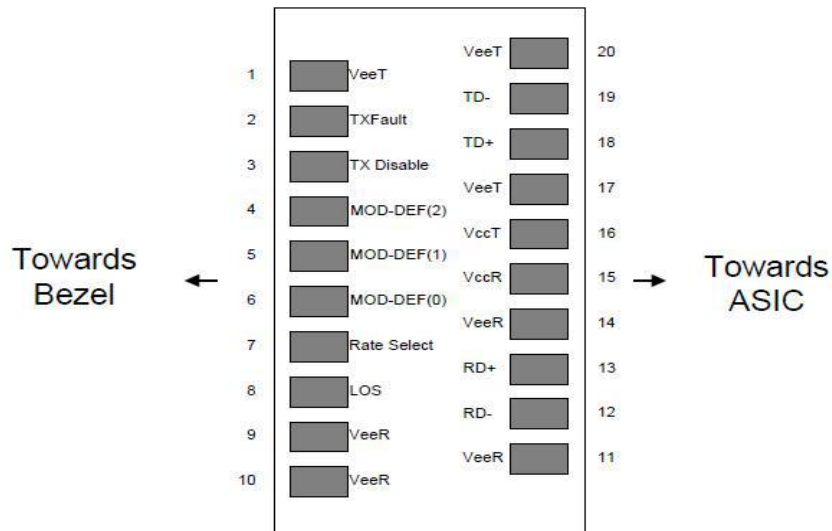 VeeT 20
1 VeeT
TD- 19
2 TXFault
TD+ 18
3 TX Disable
VeeT 17
4 MOD-DEF(2)
VccT 16
5 MOD-DEF(1)
Towards
Bezel
VccR 15
Towards
ASIC
6 MOD-DEF(0)
VeeR 14
7 Rate Select
RD+ 13
8 LOS
RD- 12
9 VeeR
VeeR 11
10 VeeR